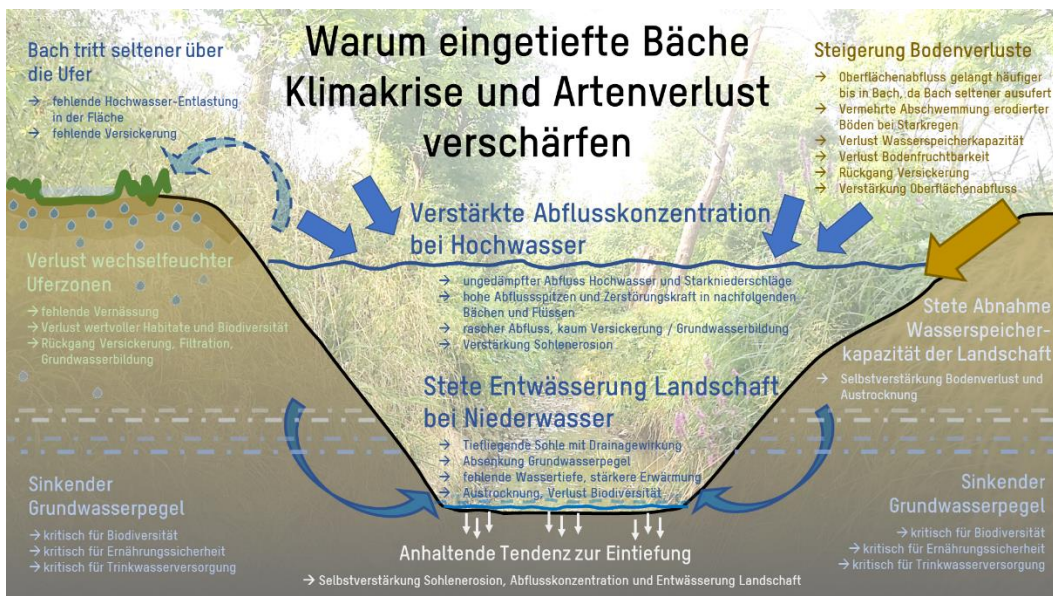 Warum eingetiefte Bäche
Klimakrise und Artenverlust
verschärfen
Bach tritt seltener über
die Ufer
→ fehlende Hochwasser-Entlastung
in der Fläche
→ fehlende Versickerung
Steigerung Bodenverluste
→ Oberflächenabfluss gelangt häufiger
bis in Bach, da Bach seltener ausufert
→ Vermehrte Abschwemmung erodierter
Böden bei Starkregen
→ Verlust Wasserspeicherkapazität
→ Verlust Bodenfruchtbarkeit
→ Rückgang Versickerung
→ Verstärkung Oberflächenabfluss
Verstärkte Abflusskonzentration
bei Hochwasser
→ ungedämpfter Abfluss Hochwasser und Starkniederschläge
→ hohe Abflussspitzen und Zerstörungskraft in nachfolgenden
Bächen und Flüssen
→ rascher Abfluss, kaum Versickerung / Grundwasserbildung
→ Verstärkung Sohlenerosion
Verlust wechselfeuchter
Uferzonen
→ fehlende Vernässung
→ Verlust wertvoller Habitate und Biodiversität
→ Rückgang Versickerung, Filtration,
Grundwasserbildung
Stete Abnahme
Wasserspeicher-
kapazität der Landschaft
→ Selbstverstärkung Bodenverlust und
Austrocknung
Stete Entwässerung Landschaft
bei Niederwasser
→ Tiefliegende Sohle mit Drainagewirkung
→ Absenkung Grundwasserpegel
→ fehlende Wassertiefe, stärkere Erwärmung
→ Austrocknung, Verlust Biodiversität
Sinkender
Grundwasserpegel
→ kritisch für Biodiversität
→ kritisch für Ernährungssicherheit
→ kritisch für Trinkwasserversorgung
Sinkender
Grundwasserpegel
→ kritisch für Biodiversität
→ kritisch für Ernährungssicherheit
→ kritisch für Trinkwasserversorgung
Anhaltende Tendenz zur Eintiefung
→ Selbstverstärkung Sohlenerosion, Abflusskonzentration und Entwässerung Landschaft